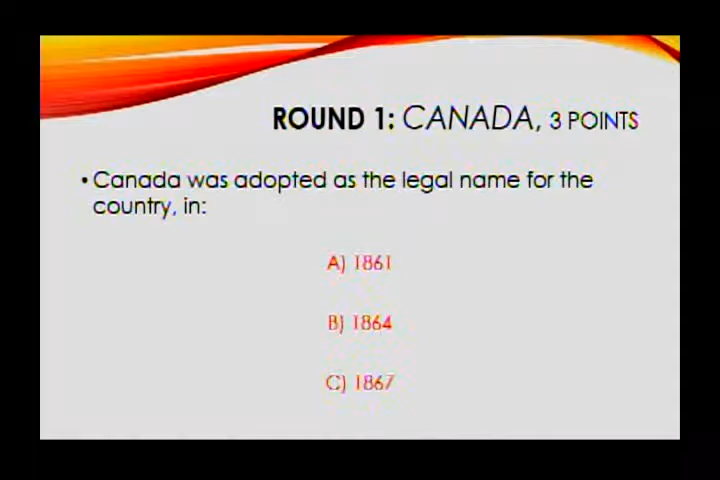 ROUND 1: CANADA, 3 POINTS
• Canada was adopted as the legal name for the
country, in:
A) 1861
B) 1864
C) 1867